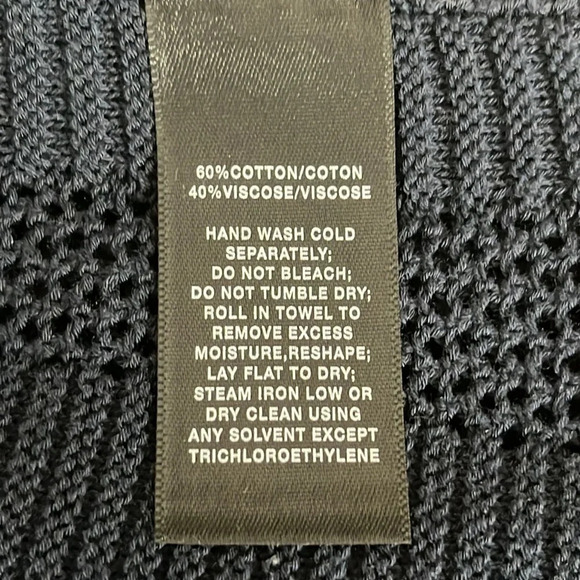 60%COTTON/COTON
40%VISCOSE/VISCOSE
HAND WASH COLD
SEPARATELY;
DO NOT BLEACH;
DO NOT TUMBLE DRY;
ROLL IN TOWEL TO
REMOVE EXCESS
MOISTURE,RESHAPE;
LAY FLAT TO DRY;
STEAM IRON LOW OR
DRY CLEAN USING
ANY SOLVENT EXCEPT
TRICHLOROETHYLENE